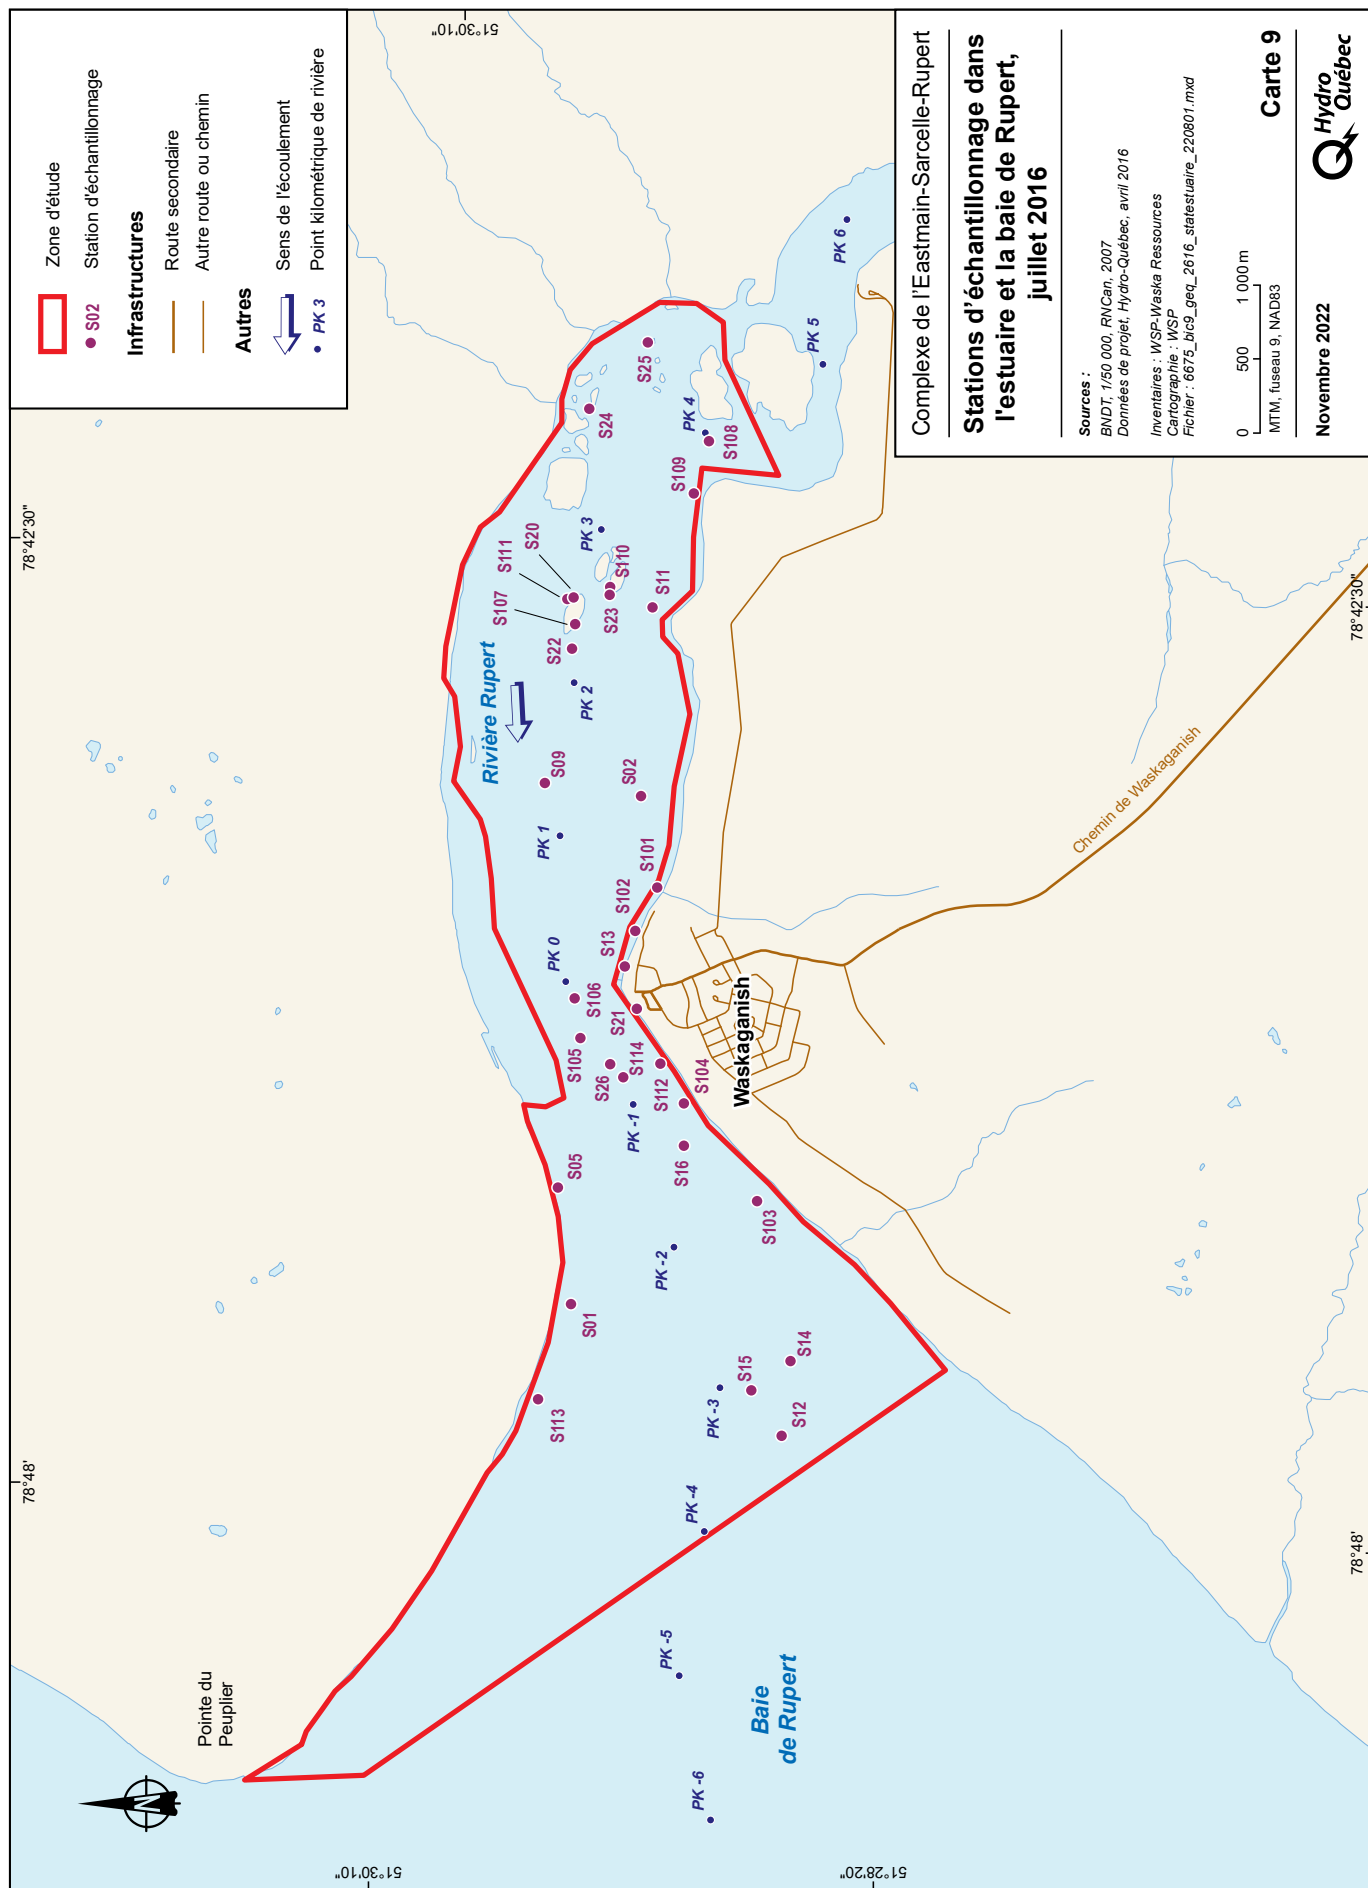 Zone d'étude
S02
Station d'échantillonnage
Infrastructures
Route secondaire
Autre route ou chemin
Autres
Sens de l'écoulement
PK 3
Point kilométrique de rivière
51°30'10"
78°42'30"
78°48'
Pointe du
Peuplier
N
51°30'10"
51°28'20"
78°48'
78°42'30"
Rivière Rupert
Baie
de Rupert
Waskaganish
Chemin de Waskaganish
PK 6
PK 5
PK 4
PK 3
PK 2
PK 1
PK 0
PK -1
PK -2
PK -3
PK -4
PK -5
PK -6
S25
S24
S108
S109
S20
S111
S107
S110
S23
S11
S22
S09
S02
S101
S102
S13
S106
S21
S105
S26
S114
S112
S104
S16
S05
S103
S01
S14
S15
S12
S113
Complexe de l'Eastmain-Sarcelle-Rupert
Stations d'échantillonnage dans
l'estuaire et la baie de Rupert,
juillet 2016
Sources :
BNDT, 1/50 000, RNCan, 2007
Données de projet, Hydro-Québec, avril 2016
Inventaires : WSP-Waska Ressources
Cartographie : WSP
Fichier : 6675_bic9_geq_2616_statestuaire_220801.mxd
0 500 1 000 m
MTM, fuseau 9, NAD83
Carte 9
Novembre 2022
Hydro
Québec